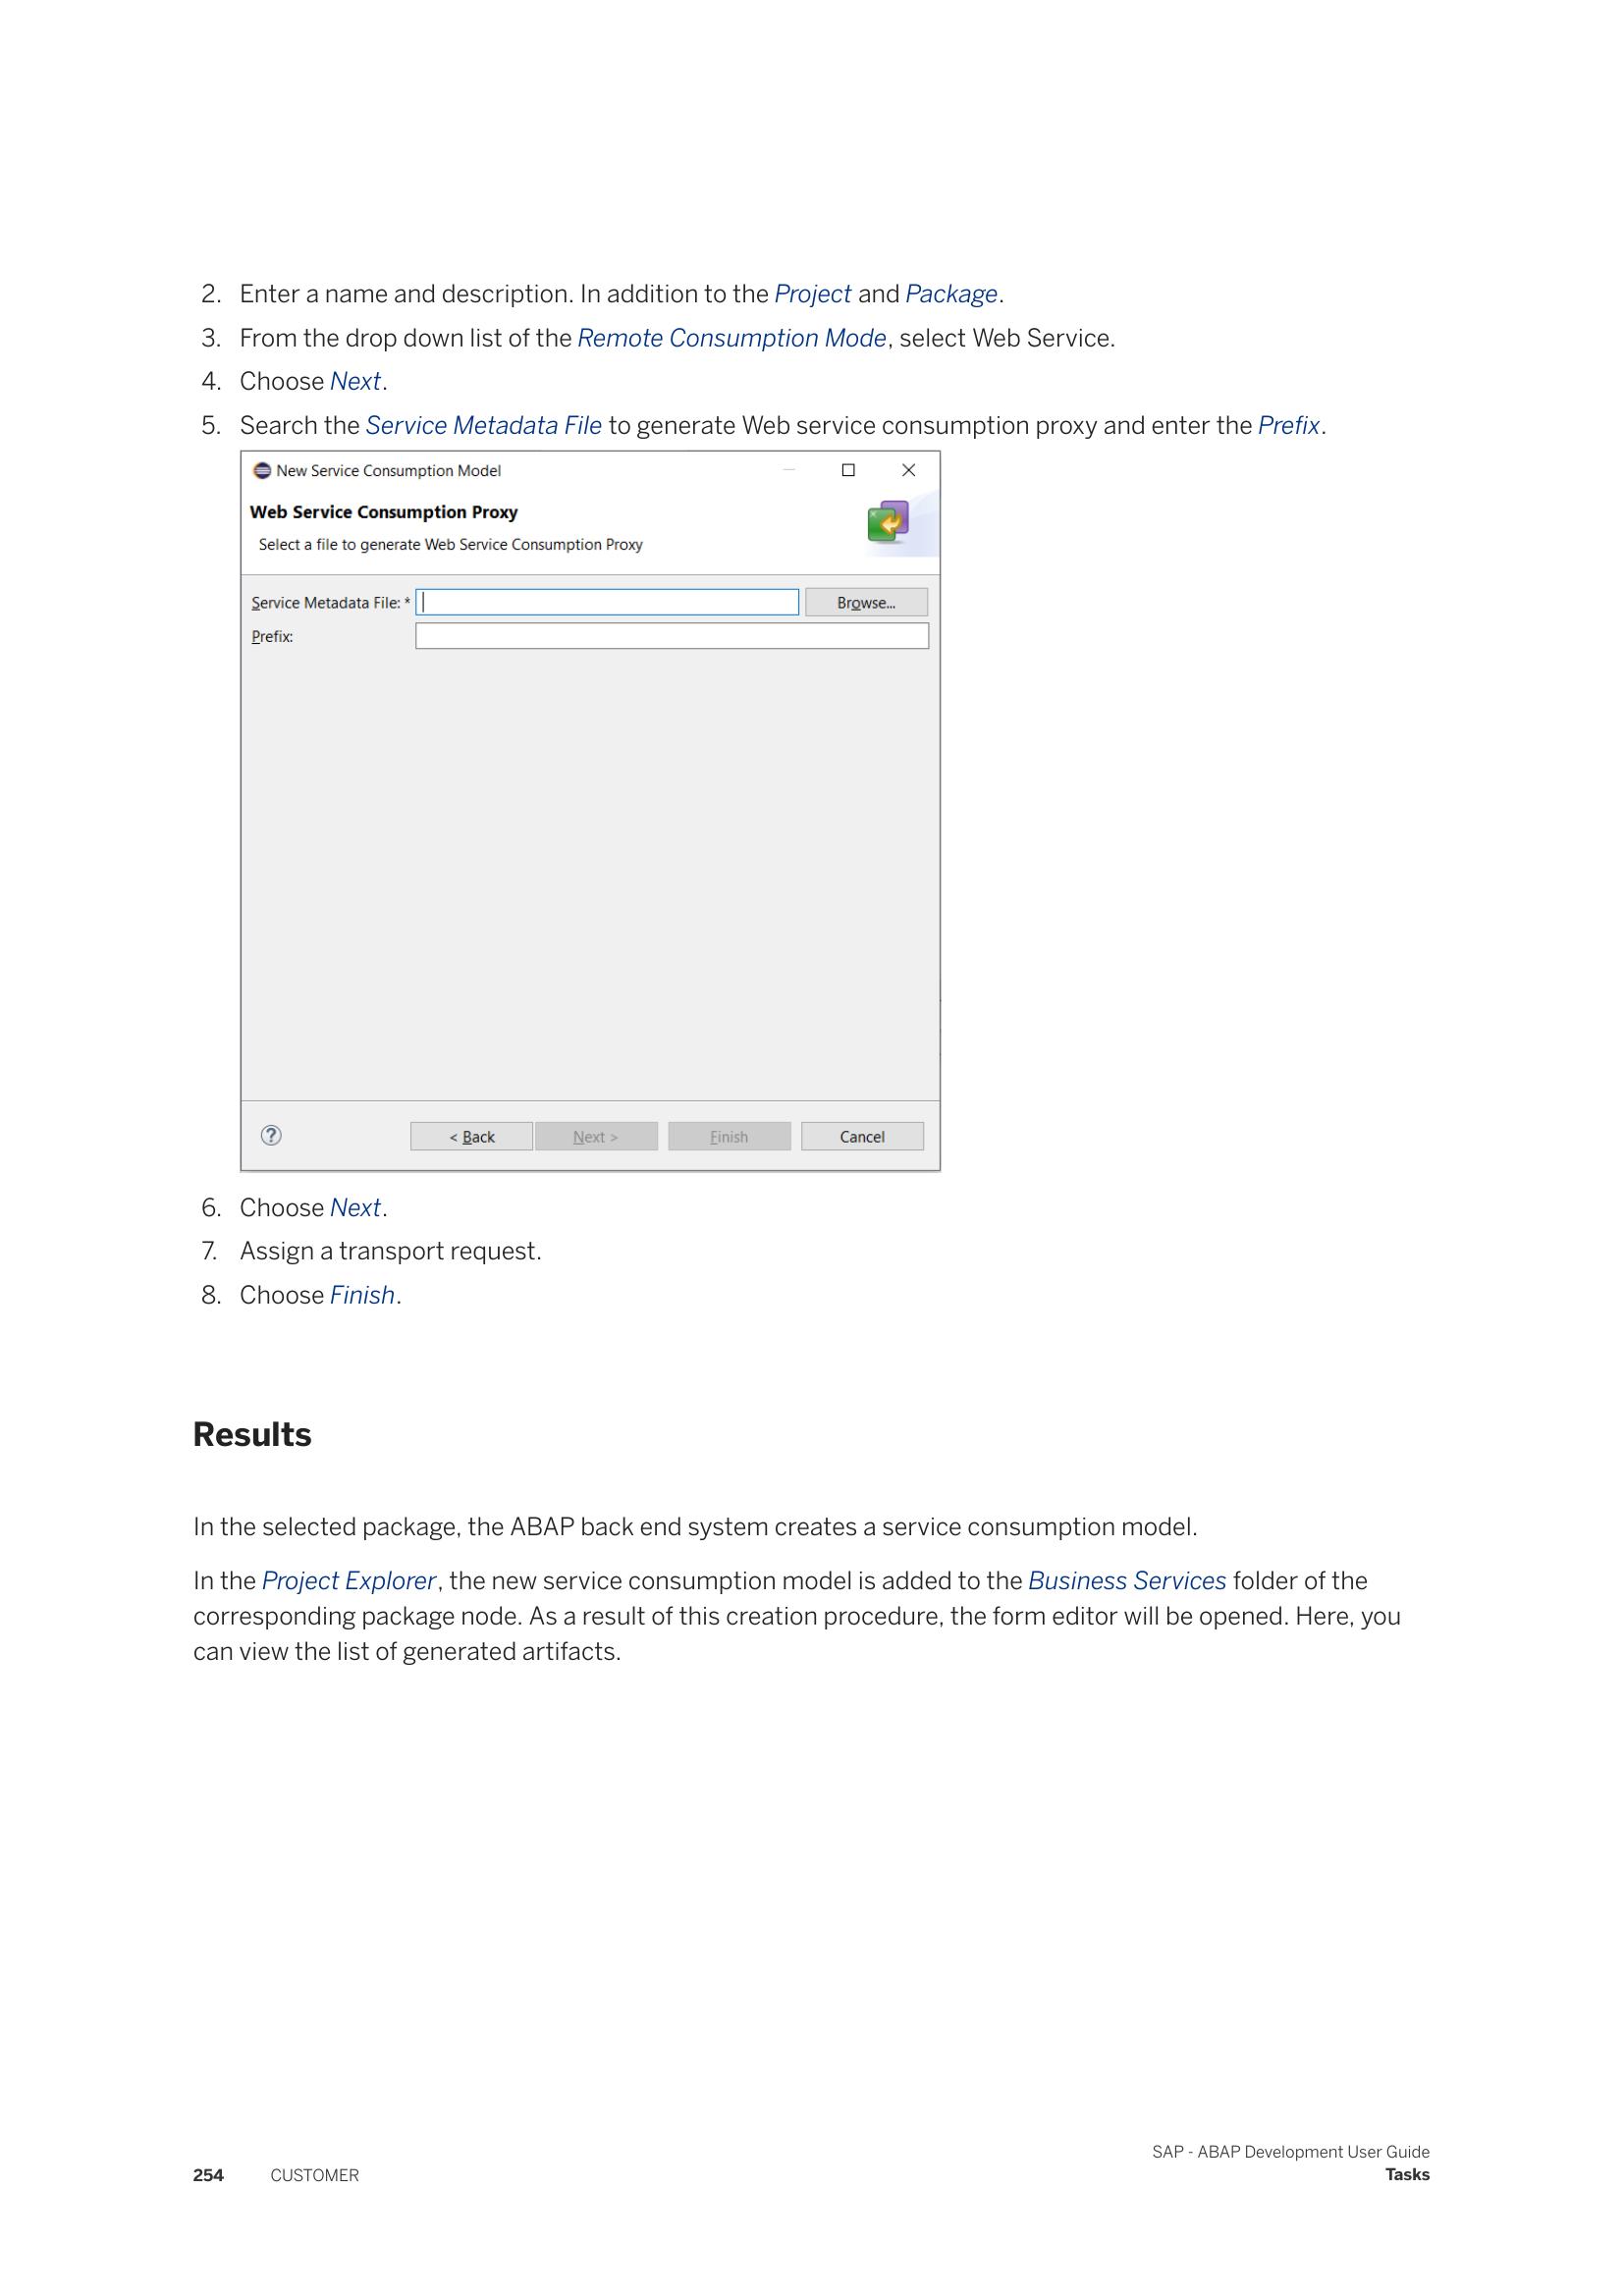 2. Enter a name and description. In addition to the Project and Package.
3. From the drop down list of the Remote Consumption Mode, select Web Service.
4. Choose Next.
5. Search the Service Metadata File to generate Web service consumption proxy and enter the Prefix.
New Service Consumption Model
Web Service Consumption Proxy
Select a file to generate Web Service Consumption Proxy
Service Metadata File: * Browse...
Prefix:
? < Back Next > Finish Cancel
6. Choose Next.
7. Assign a transport request.
8. Choose Finish.
Results
In the selected package, the ABAP back end system creates a service consumption model.
In the Project Explorer, the new service consumption model is added to the Business Services folder of the
corresponding package node. As a result of this creation procedure, the form editor will be opened. Here, you
can view the list of generated artifacts.
SAP - ABAP Development User Guide
254 CUSTOMER Tasks